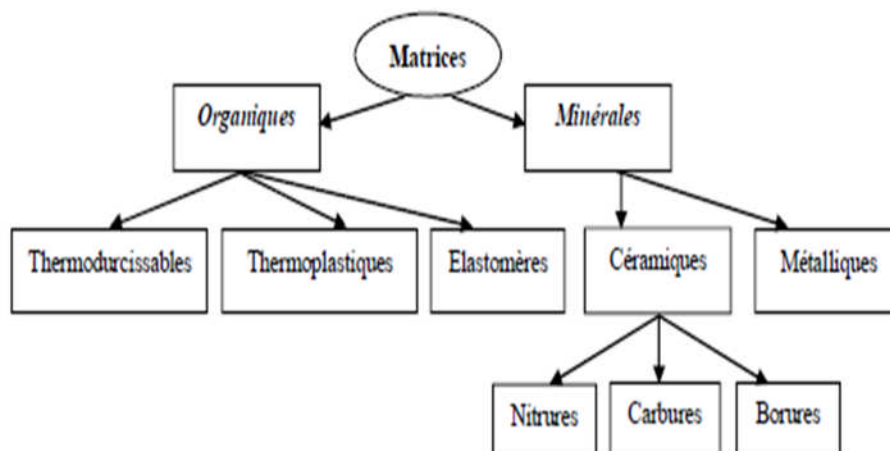 Matrices
Organiques
Minérales
Thermodurcissables
Thermoplastiques
Elastomères
Céramiques
Métalliques
Nitrures
Carbures
Borures